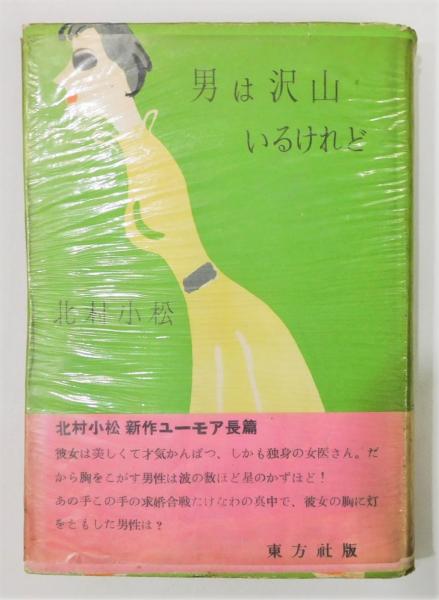 男は沢山
いるけれど
北村小松
北村小松 新作ユーモア長篇
彼女は美しくて才気かんぱつ、しかも独身の女医さん。だ
から胸をこがす男性は波の数ほど星のかずほど！
あの手この手の求婚合戦たけなわの真中で、彼女の胸に灯
をともした男性は？
東方社版